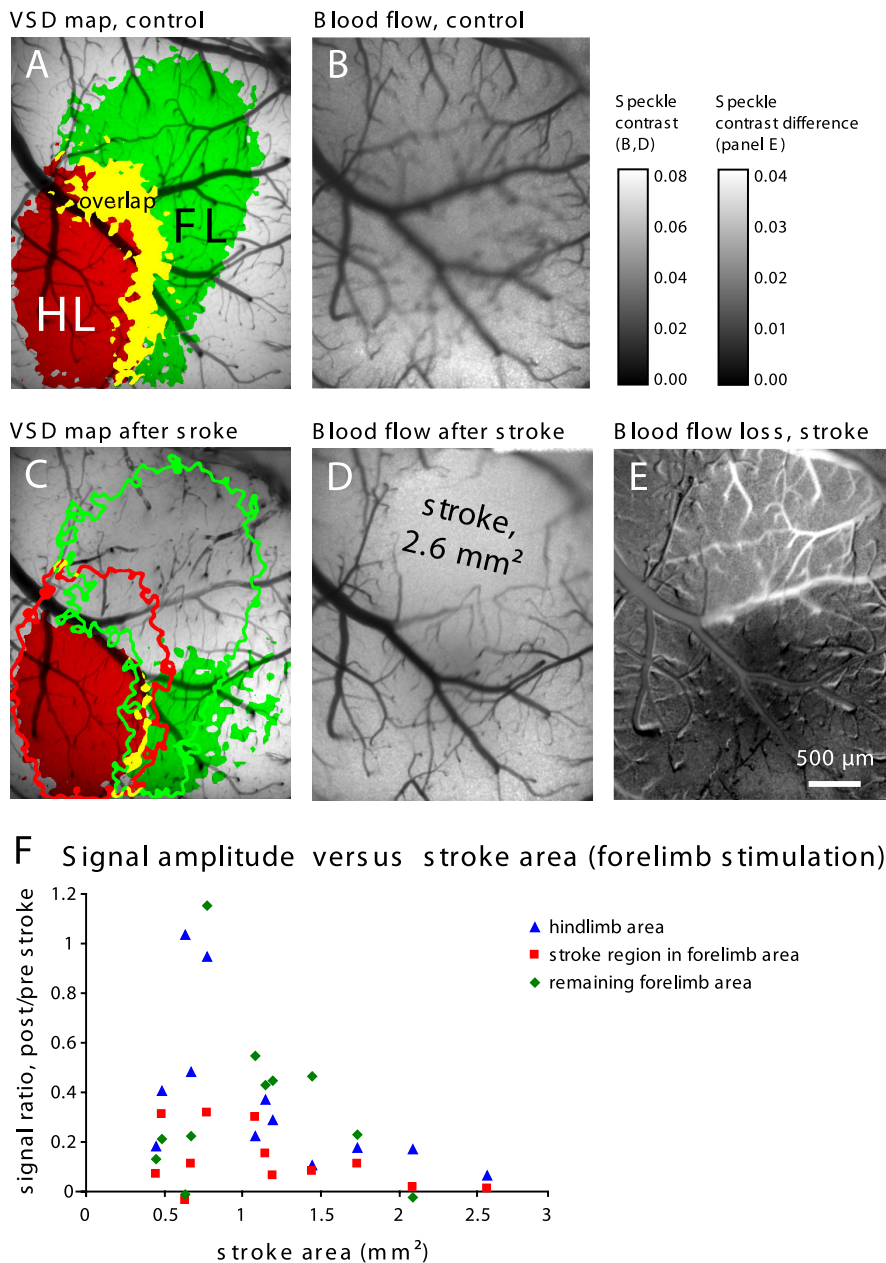 VSD map, control
Blood flow, control
A
overlap
FL
HL
B
Speckle
contrast
(B,D)
0.08
0.06
0.04
0.02
0.00
Speckle
contrast difference
(panel E)
0.04
0.03
0.02
0.01
0.00
VSD map after sroke
Blood flow after stroke
Blood flow loss, stroke
C
D
stroke,
2.6 mm²
E
500 µm
F Signal amplitude versus stroke area (forelimb stimulation)
signal ratio, post/pre stroke
1.2
1
0.8
0.6
0.4
0.2
0
0 0.5 1 1.5 2 2.5 3
stroke area (mm²)
hindlimb area
stroke region in forelimb area
remaining forelimb area